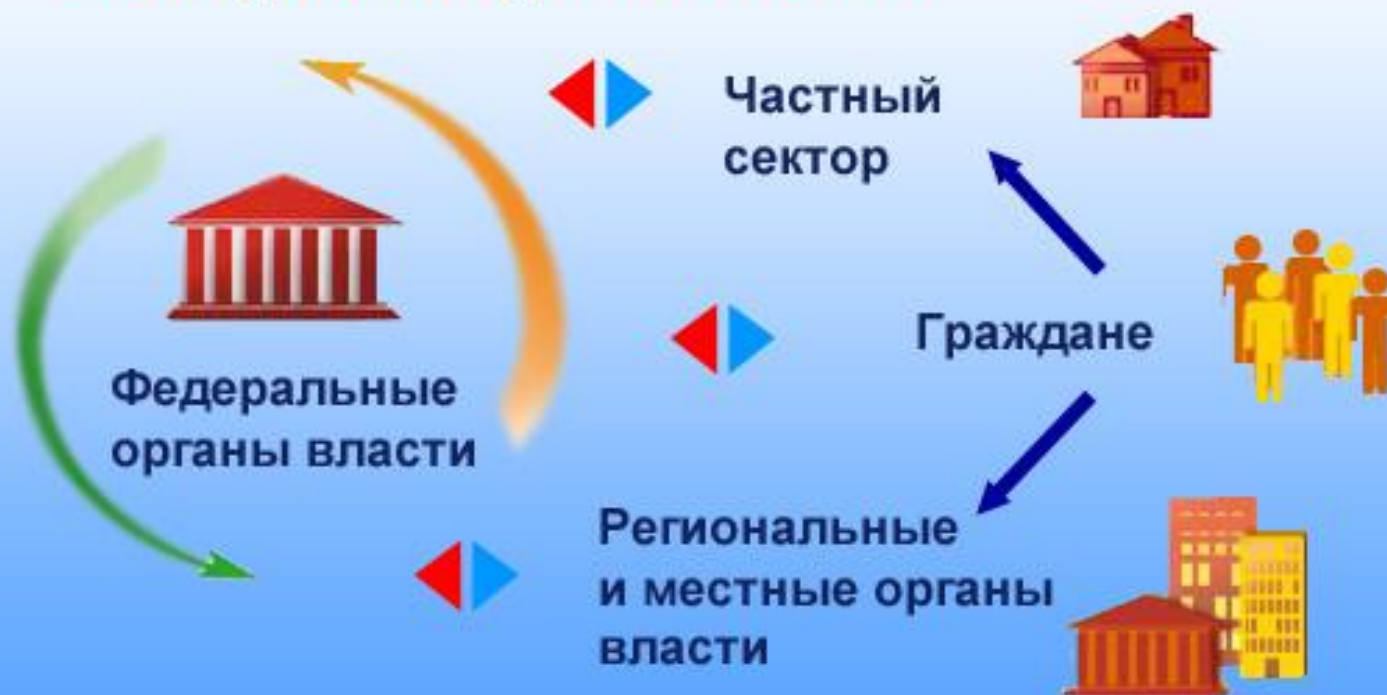 Частный
сектор
Граждане
Федеральные
органы власти
Региональные
и местные органы
власти